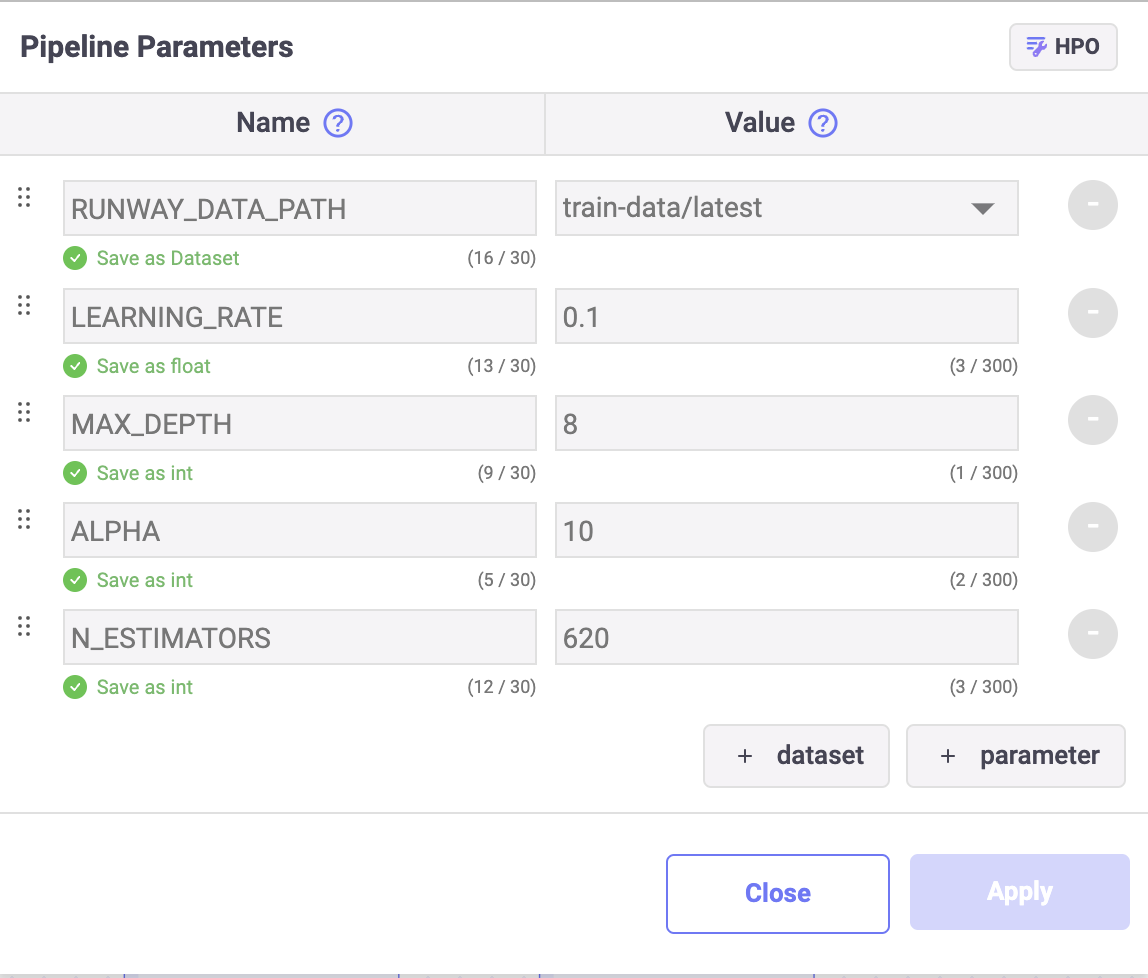 Pipeline Parameters
HPO
Name ? Value ?
RUNWAY_DATA_PATH train-data/latest -
Save as Dataset (16 / 30)
LEARNING_RATE 0.1 -
Save as float (13 / 30) (3 / 300)
MAX_DEPTH 8 -
Save as int (9 / 30) (1 / 300)
ALPHA 10 -
Save as int (5 / 30) (2 / 300)
N_ESTIMATORS 620 -
Save as int (12 / 30) (3 / 300)
+ dataset + parameter
Close Apply